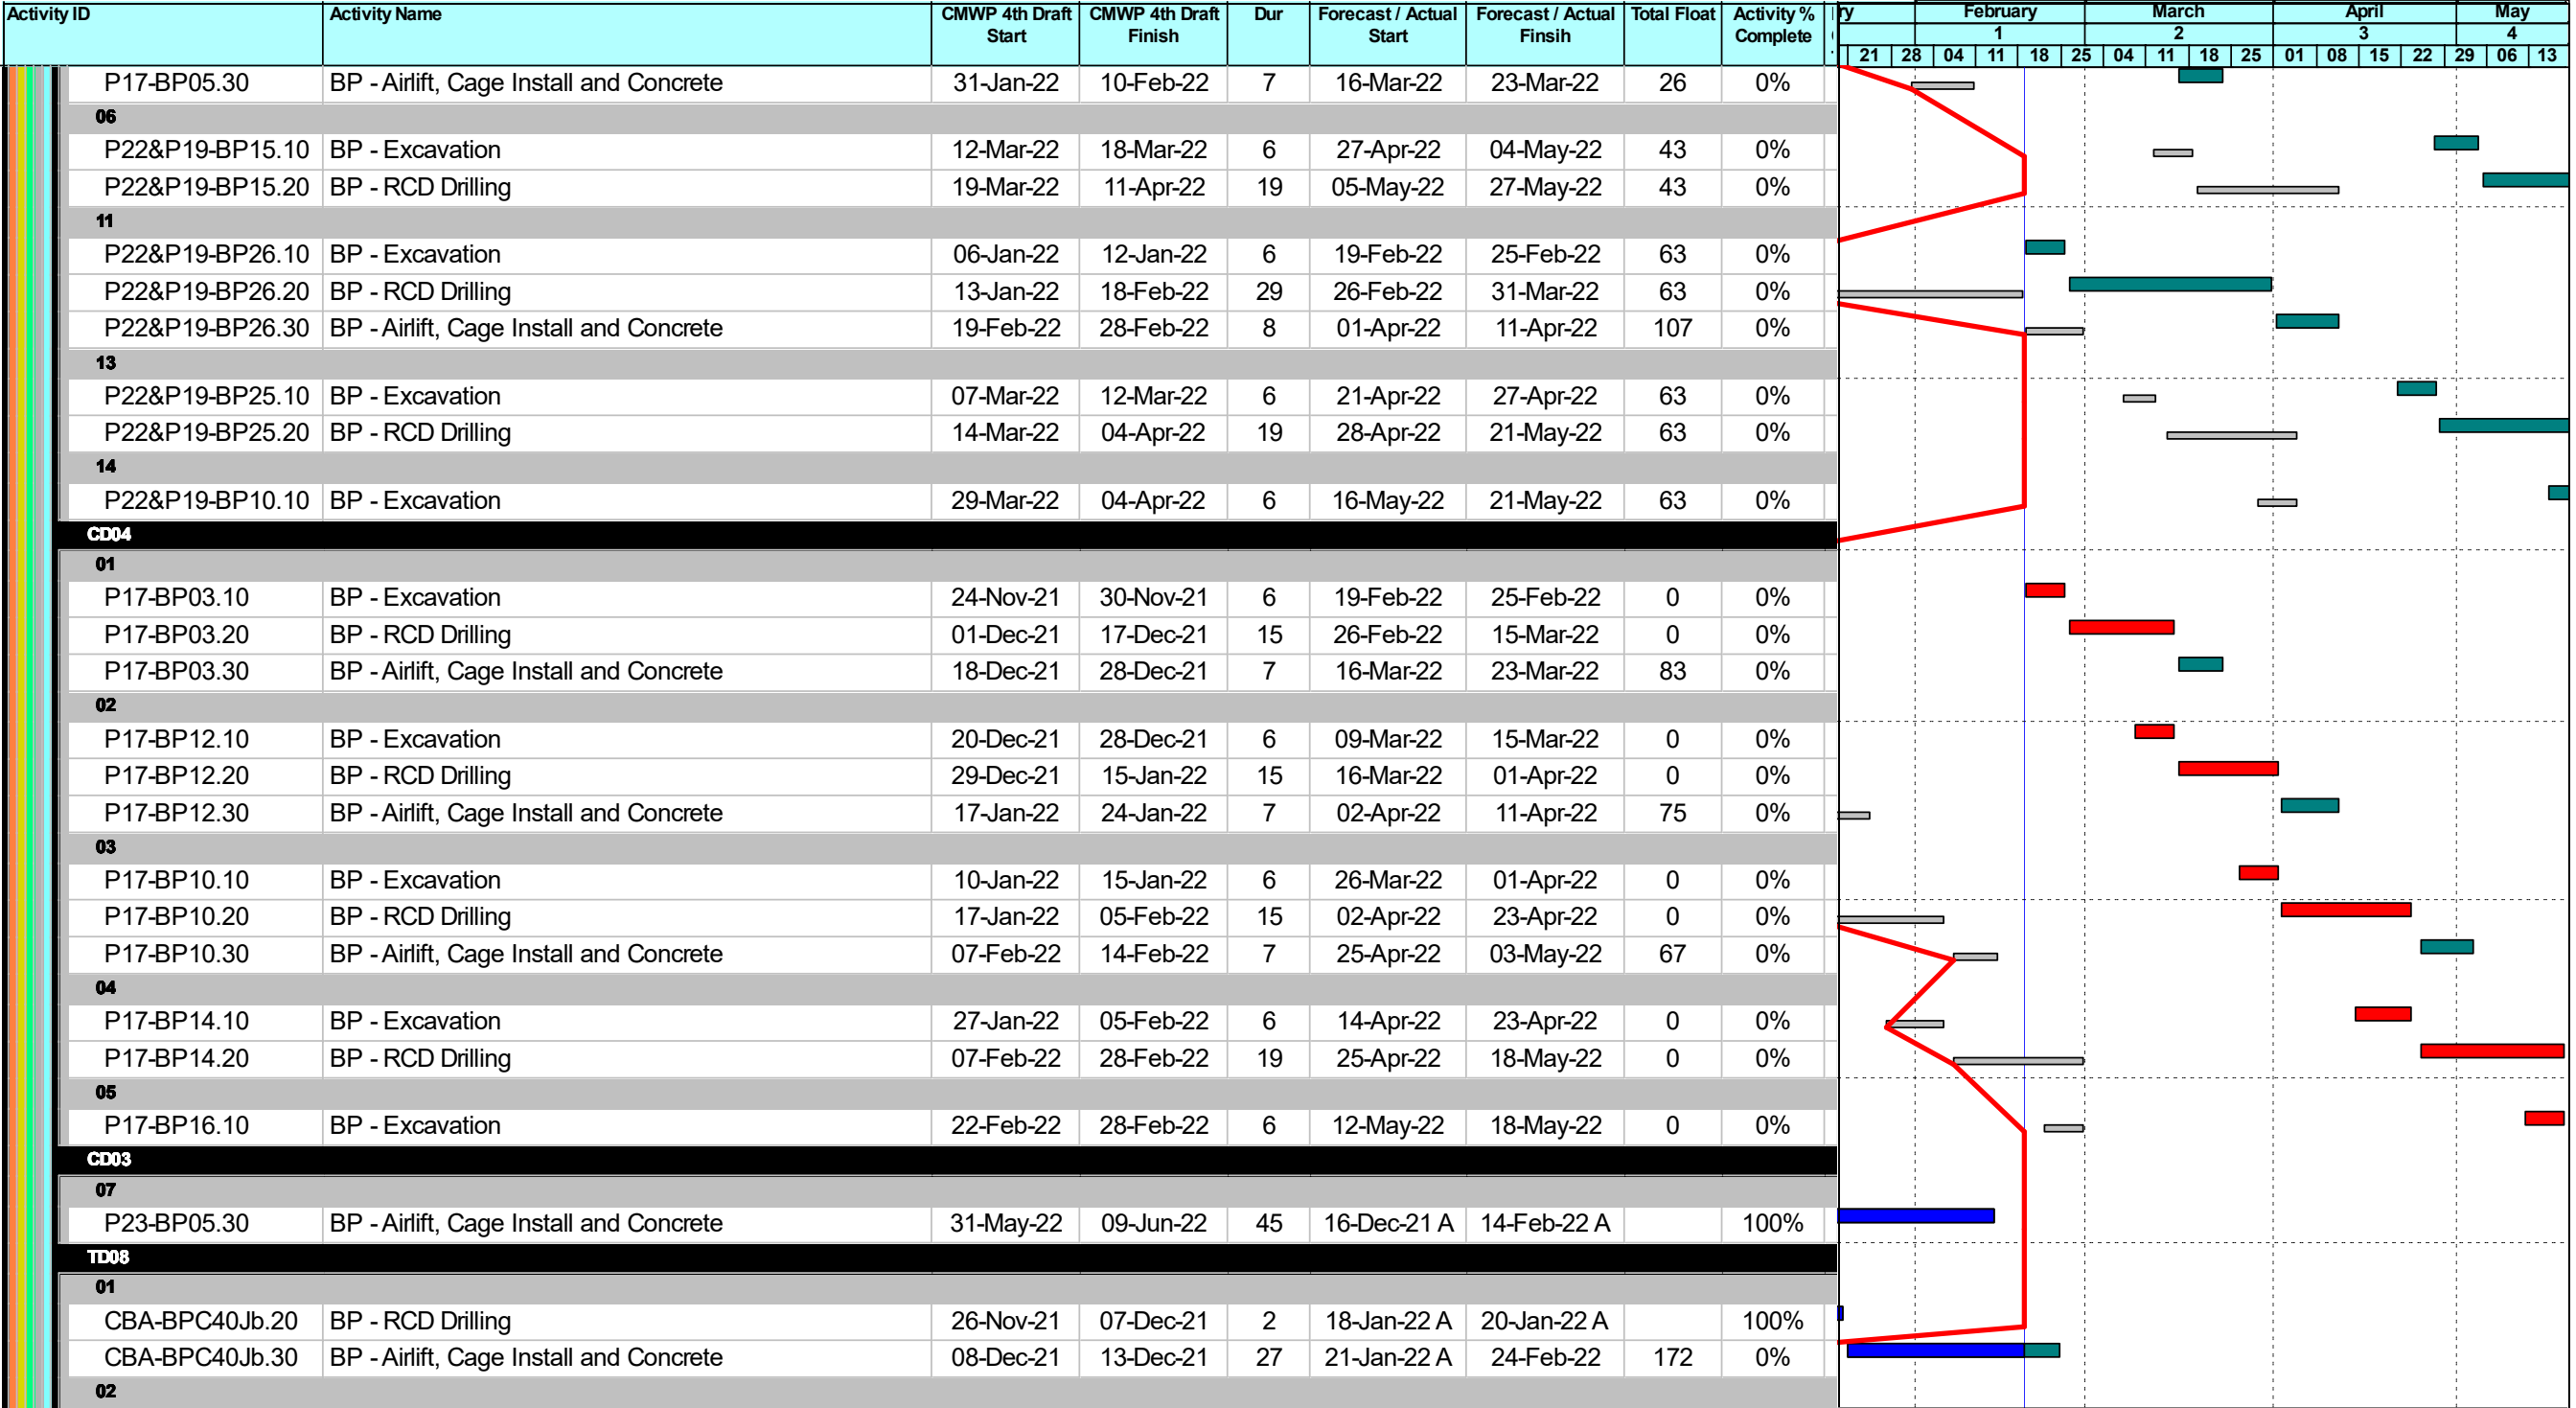 Activity ID Activity Name CMWP 4th Draft Start CMWP 4th Draft Finish Dur Forecast / Actual Start Forecast / Actual Finsih Total Float Activity % Complete ry February March April May
1 2 3 4
21 28 04 11 18 25 04 11 18 25 01 08 15 22 29 06 13
P17-BP05.30 BP - Airlift, Cage Install and Concrete 31-Jan-22 10-Feb-22 7 16-Mar-22 23-Mar-22 26 0%
06
P22&P19-BP15.10 BP - Excavation 12-Mar-22 18-Mar-22 6 27-Apr-22 04-May-22 43 0%
P22&P19-BP15.20 BP - RCD Drilling 19-Mar-22 11-Apr-22 19 05-May-22 27-May-22 43 0%
11
P22&P19-BP26.10 BP - Excavation 06-Jan-22 12-Jan-22 6 19-Feb-22 25-Feb-22 63 0%
P22&P19-BP26.20 BP - RCD Drilling 13-Jan-22 18-Feb-22 29 26-Feb-22 31-Mar-22 63 0%
P22&P19-BP26.30 BP - Airlift, Cage Install and Concrete 19-Feb-22 28-Feb-22 8 01-Apr-22 11-Apr-22 107 0%
13
P22&P19-BP25.10 BP - Excavation 07-Mar-22 12-Mar-22 6 21-Apr-22 27-Apr-22 63 0%
P22&P19-BP25.20 BP - RCD Drilling 14-Mar-22 04-Apr-22 19 28-Apr-22 21-May-22 63 0%
14
P22&P19-BP10.10 BP - Excavation 29-Mar-22 04-Apr-22 6 16-May-22 21-May-22 63 0%
CD04
01
P17-BP03.10 BP - Excavation 24-Nov-21 30-Nov-21 6 19-Feb-22 25-Feb-22 0 0%
P17-BP03.20 BP - RCD Drilling 01-Dec-21 17-Dec-21 15 26-Feb-22 15-Mar-22 0 0%
P17-BP03.30 BP - Airlift, Cage Install and Concrete 18-Dec-21 28-Dec-21 7 16-Mar-22 23-Mar-22 83 0%
02
P17-BP12.10 BP - Excavation 20-Dec-21 28-Dec-21 6 09-Mar-22 15-Mar-22 0 0%
P17-BP12.20 BP - RCD Drilling 29-Dec-21 15-Jan-22 15 16-Mar-22 01-Apr-22 0 0%
P17-BP12.30 BP - Airlift, Cage Install and Concrete 17-Jan-22 24-Jan-22 7 02-Apr-22 11-Apr-22 75 0%
03
P17-BP10.10 BP - Excavation 10-Jan-22 15-Jan-22 6 26-Mar-22 01-Apr-22 0 0%
P17-BP10.20 BP - RCD Drilling 17-Jan-22 05-Feb-22 15 02-Apr-22 23-Apr-22 0 0%
P17-BP10.30 BP - Airlift, Cage Install and Concrete 07-Feb-22 14-Feb-22 7 25-Apr-22 03-May-22 67 0%
04
P17-BP14.10 BP - Excavation 27-Jan-22 05-Feb-22 6 14-Apr-22 23-Apr-22 0 0%
P17-BP14.20 BP - RCD Drilling 07-Feb-22 28-Feb-22 19 25-Apr-22 18-May-22 0 0%
05
P17-BP16.10 BP - Excavation 22-Feb-22 28-Feb-22 6 12-May-22 18-May-22 0 0%
CD03
07
P23-BP05.30 BP - Airlift, Cage Install and Concrete 31-May-22 09-Jun-22 45 16-Dec-21 A 14-Feb-22 A 100%
TD08
01
CBA-BPC40Jb.20 BP - RCD Drilling 26-Nov-21 07-Dec-21 2 18-Jan-22 A 20-Jan-22 A 100%
CBA-BPC40Jb.30 BP - Airlift, Cage Install and Concrete 08-Dec-21 13-Dec-21 27 21-Jan-22 A 24-Feb-22 172 0%
02